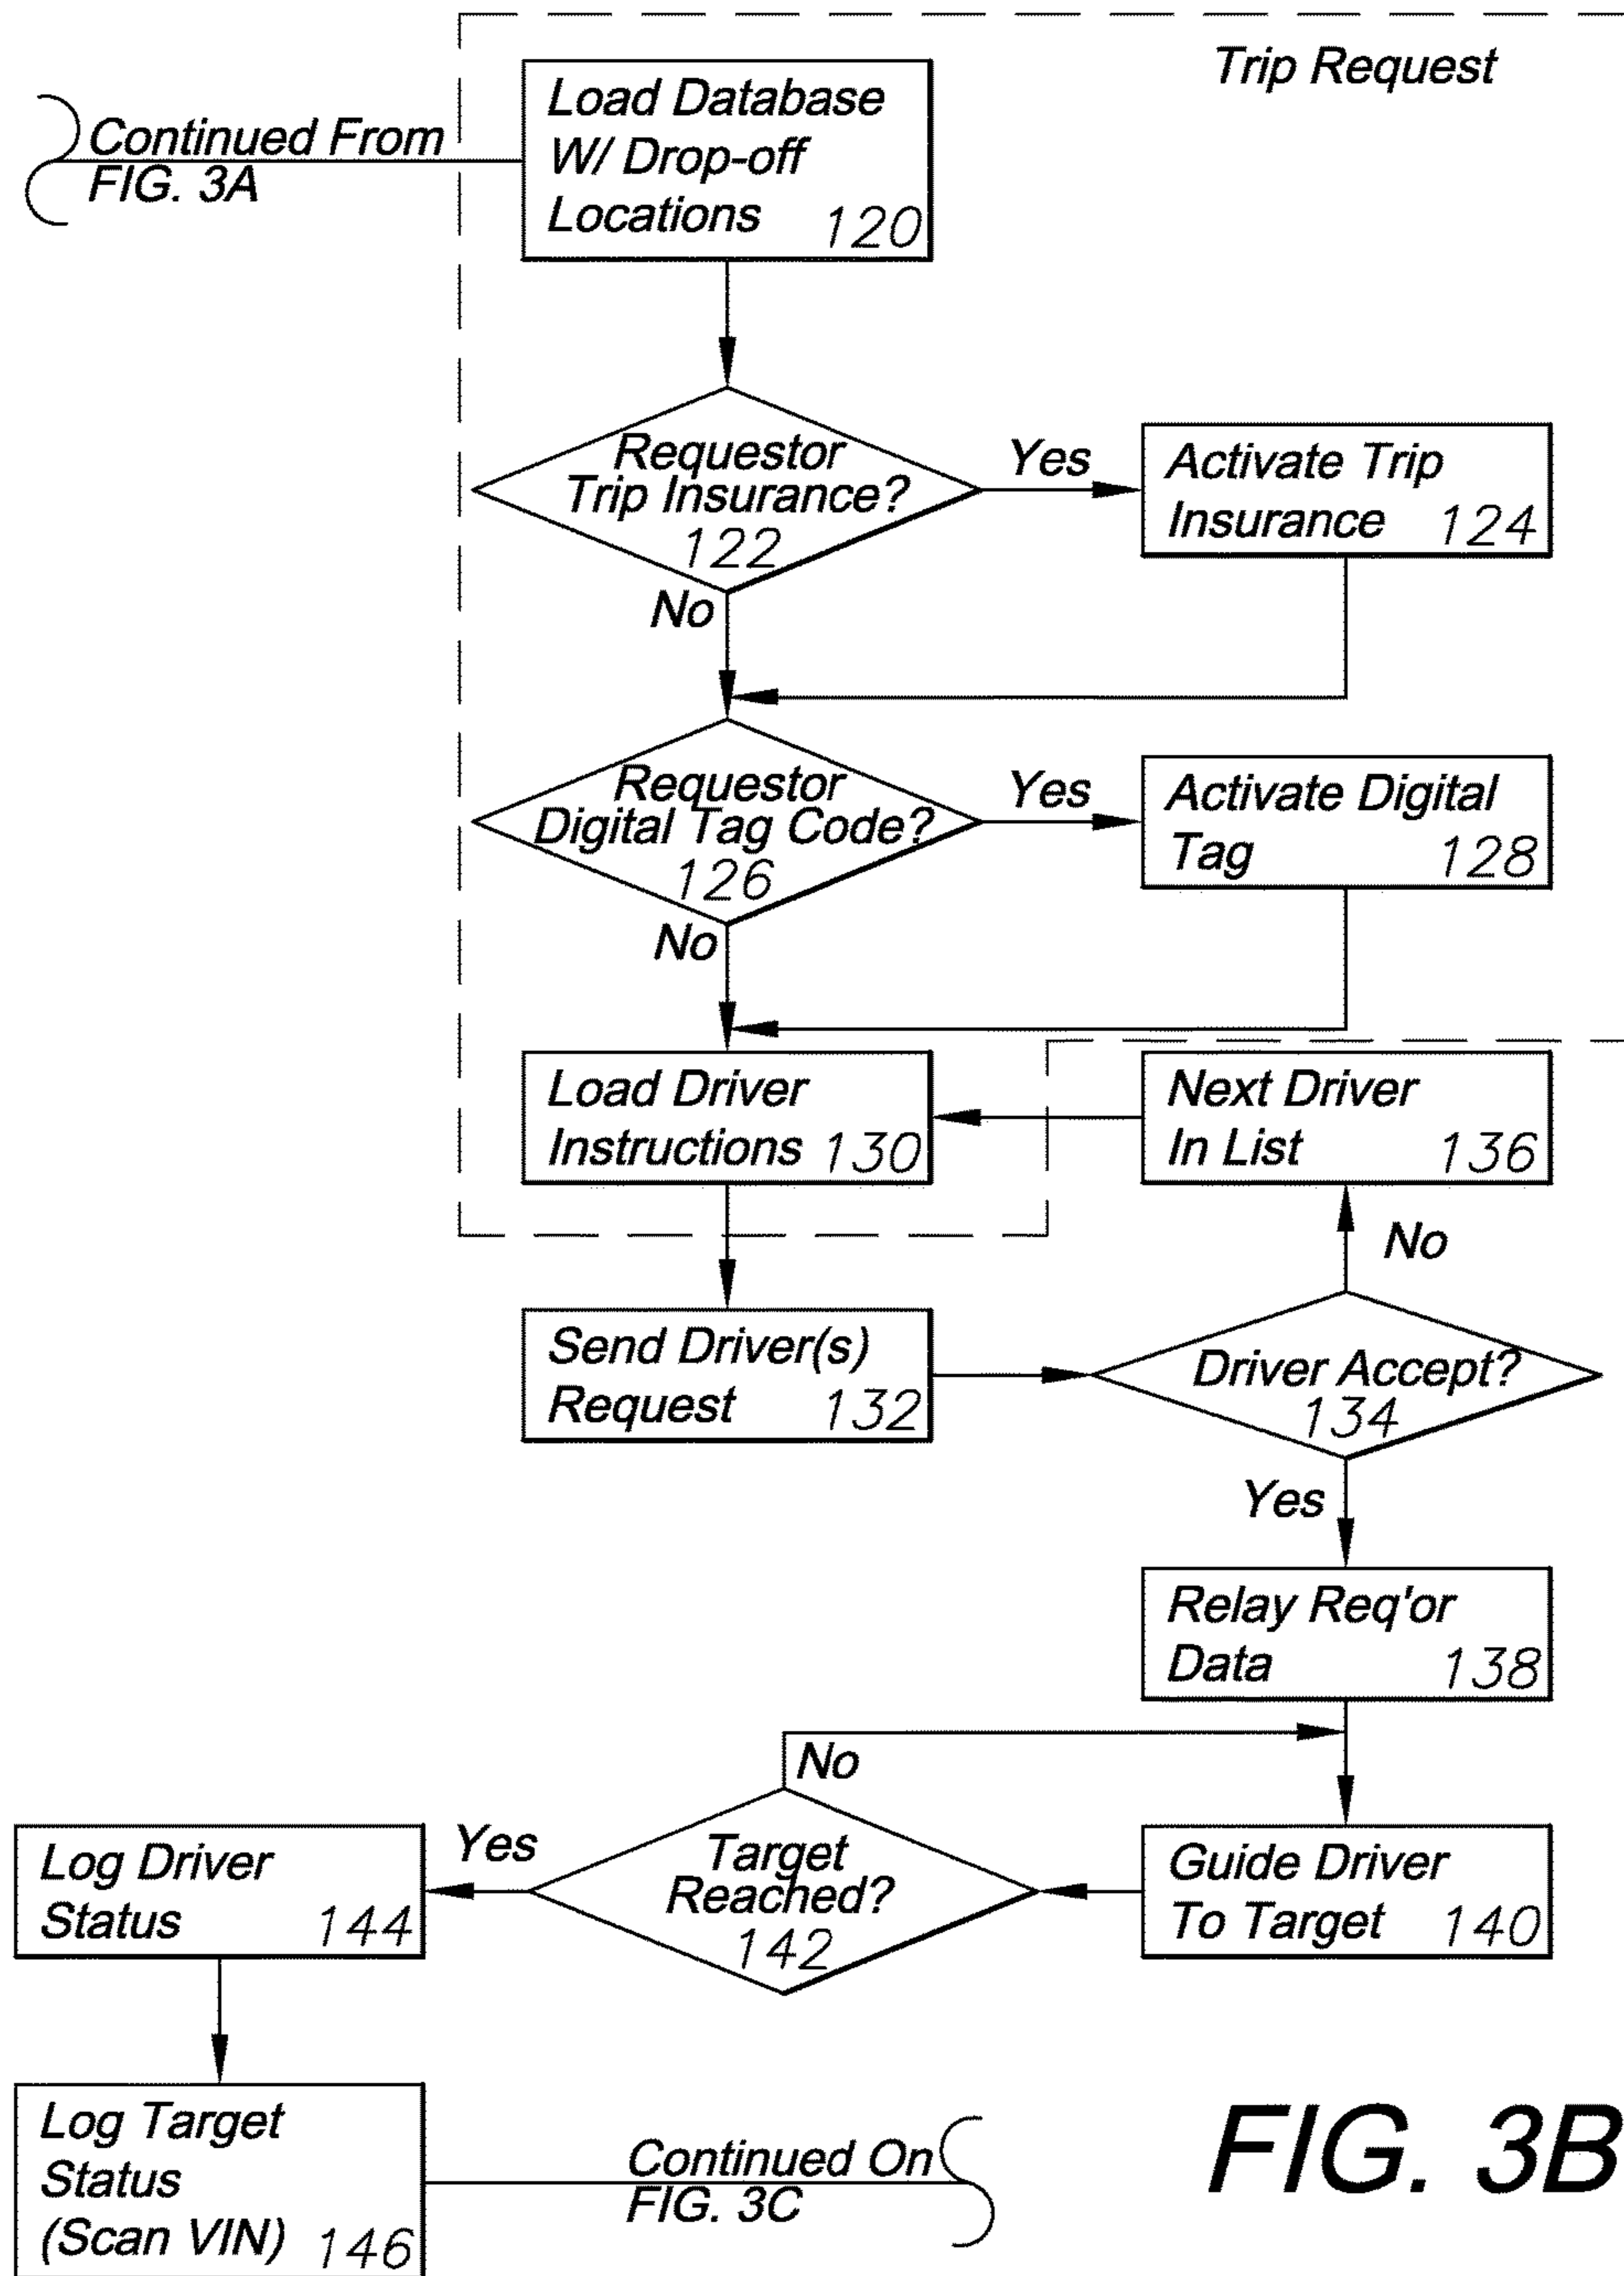 Trip Request
Continued From
FIG. 3A
Load Database
W/ Drop-off
Locations 120
Requestor
Trip Insurance?
122
Yes
Activate Trip
Insurance 124
No
Requestor
Digital Tag Code?
126
Yes
Activate Digital
Tag 128
No
Load Driver
Instructions 130
Next Driver
In List 136
No
Send Driver(s)
Request 132
Driver Accept?
134
Yes
Relay Req'or
Data 138
No
Guide Driver
To Target 140
Target
Reached?
142
Yes
Log Driver
Status 144
Log Target
Status
(Scan VIN) 146
Continued On
FIG. 3C
FIG. 3B